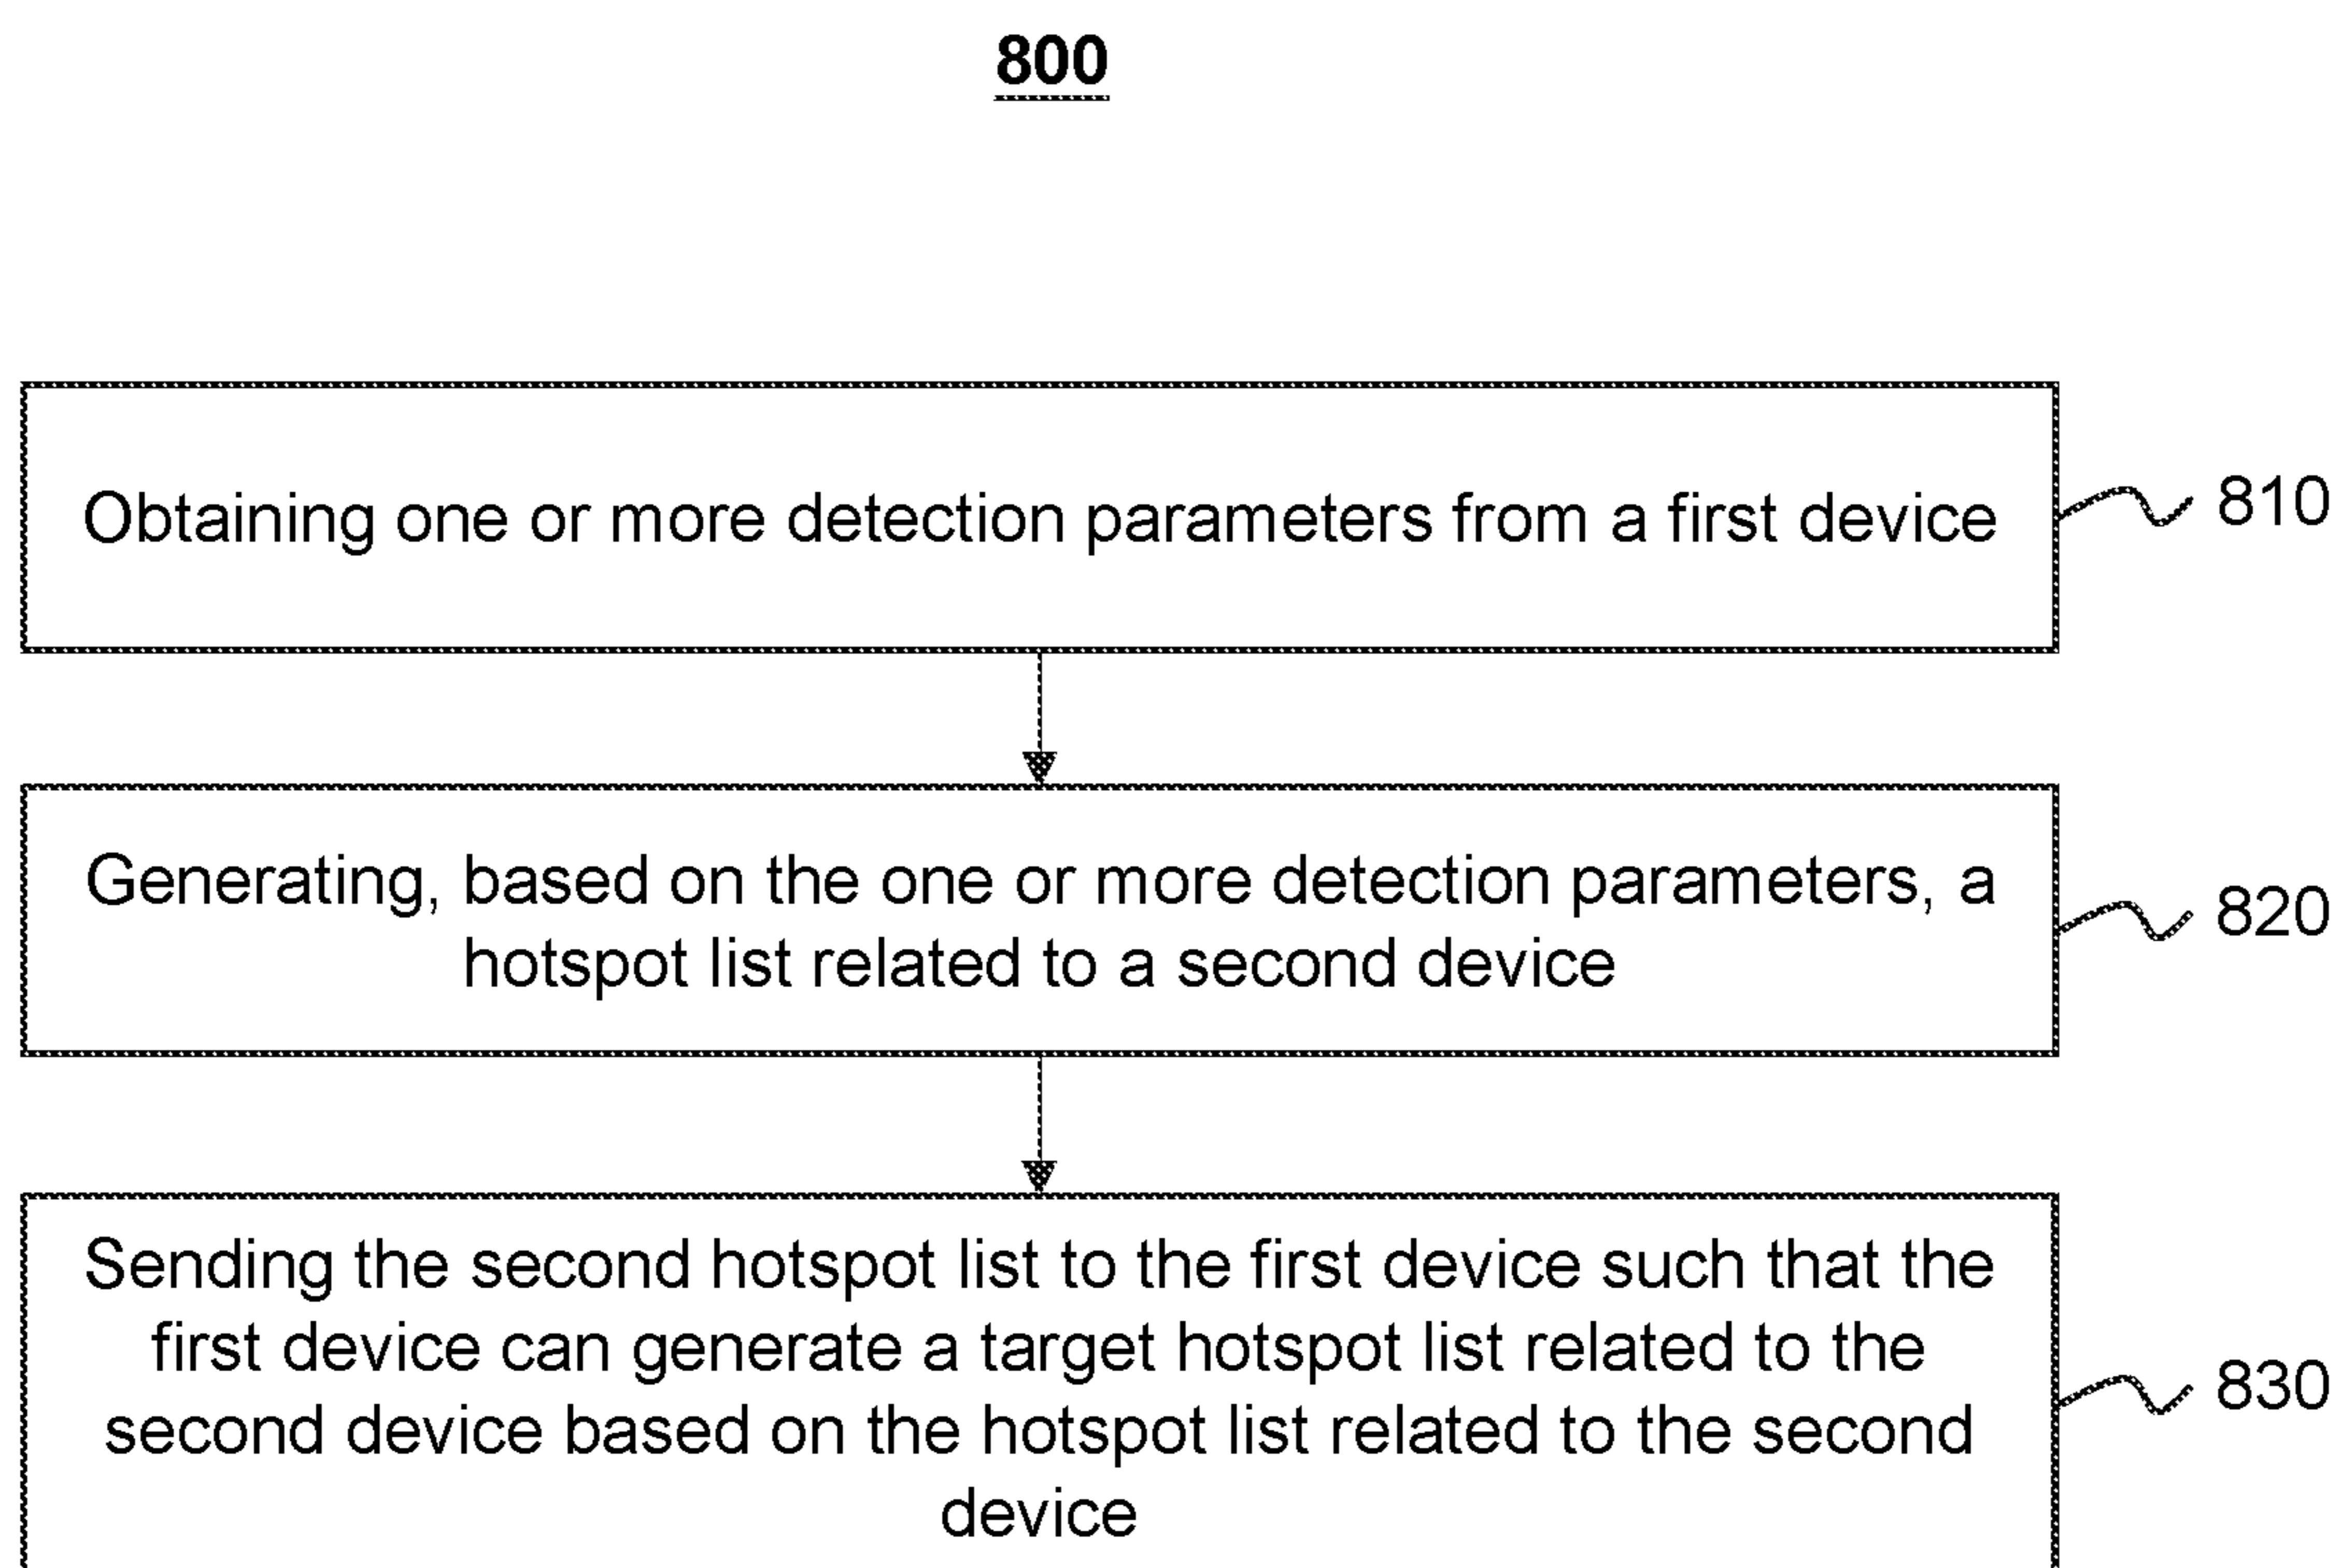 800
Obtaining one or more detection parameters from a first device
810
Generating, based on the one or more detection parameters, a
hotspot list related to a second device
820
Sending the second hotspot list to the first device such that the
first device can generate a target hotspot list related to the
second device based on the hotspot list related to the second
device
830